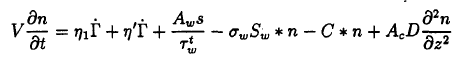 V ∂n/∂t = η₁Γ̇ + η′Γ̇ + A_w s/τ_w^t − σ_w S_w * n − C * n + A_c D ∂²n/∂z²